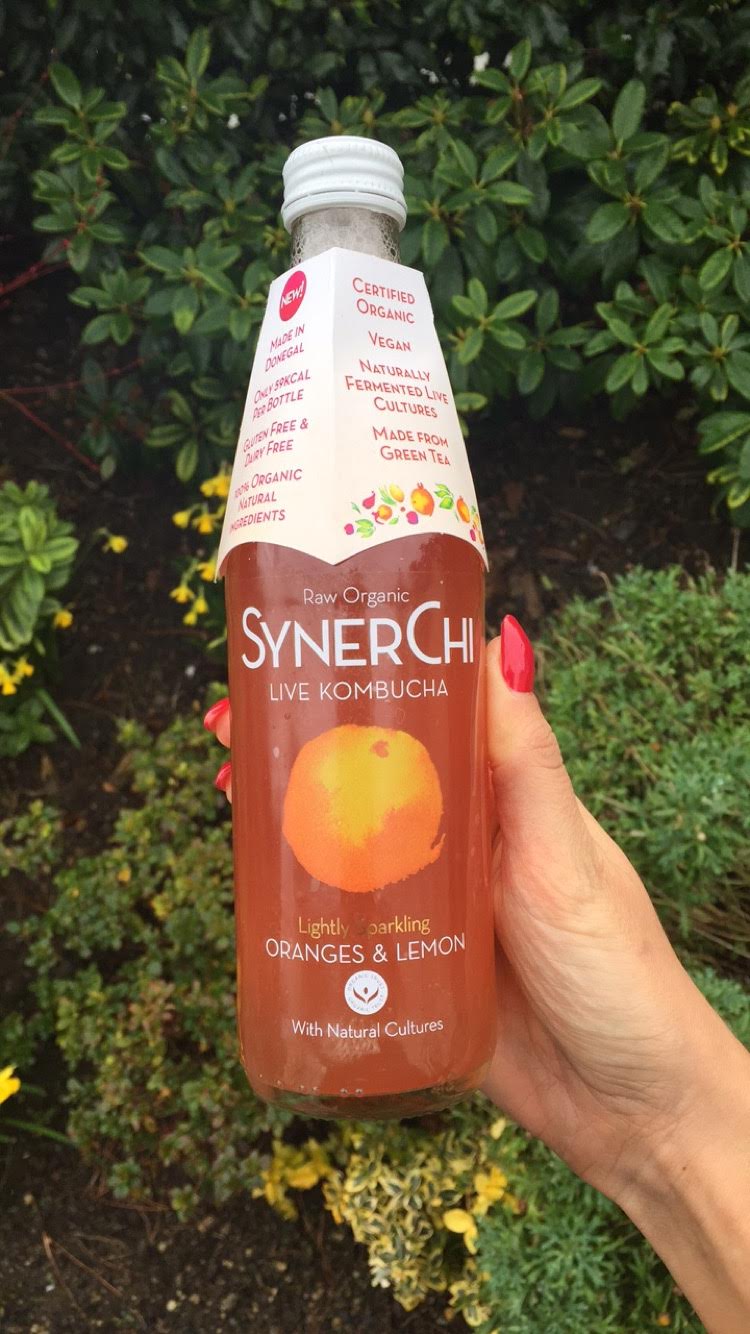 NEW!
MADE IN
DONEGAL
ONLY 59KCAL
PER BOTTLE
GLUTEN FREE &
DAIRY FREE
100% ORGANIC
NATURAL
INGREDIENTS
CERTIFIED
ORGANIC
VEGAN
NATURALLY
FERMENTED LIVE
CULTURES
MADE FROM
GREEN TEA
Raw Organic
SYNERCHI
LIVE KOMBUCHA
Lightly Sparkling
ORANGES & LEMON
With Natural Cultures